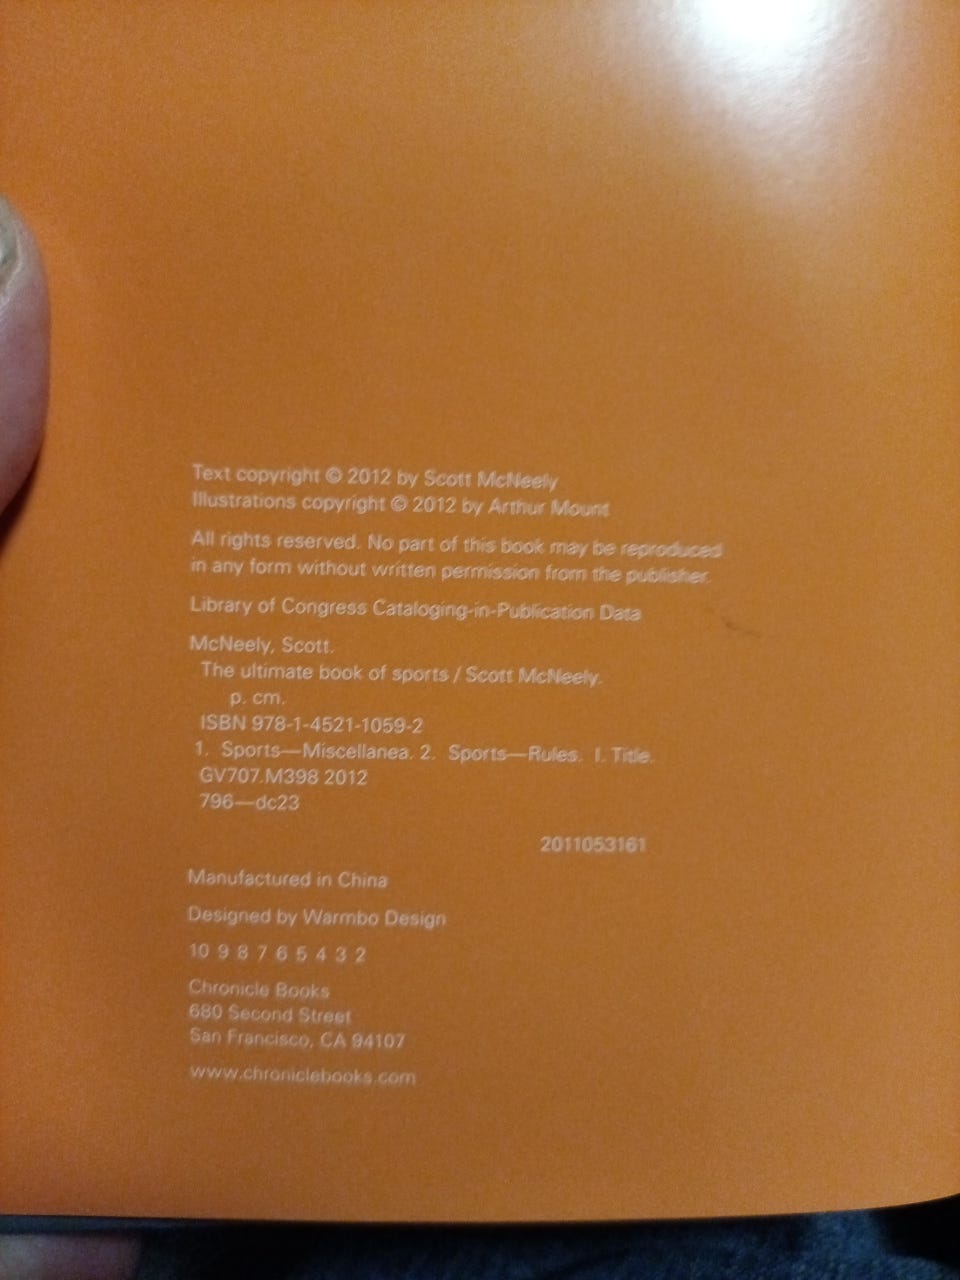 Text copyright © 2012 by Scott McNeely
Illustrations copyright © 2012 by Arthur Mount
All rights reserved. No part of this book may be reproduced
in any form without written permission from the publisher.
Library of Congress Cataloging-in-Publication Data
McNeely, Scott.
The ultimate book of sports / Scott McNeely.
p. cm.
ISBN 978-1-4521-1059-2
1. Sports—Miscellanea. 2. Sports—Rules. I. Title.
GV707.M398 2012
796—dc23
2011053161
Manufactured in China
Designed by Warmbo Design
10 9 8 7 6 5 4 3 2
Chronicle Books
680 Second Street
San Francisco, CA 94107
www.chroniclebooks.com